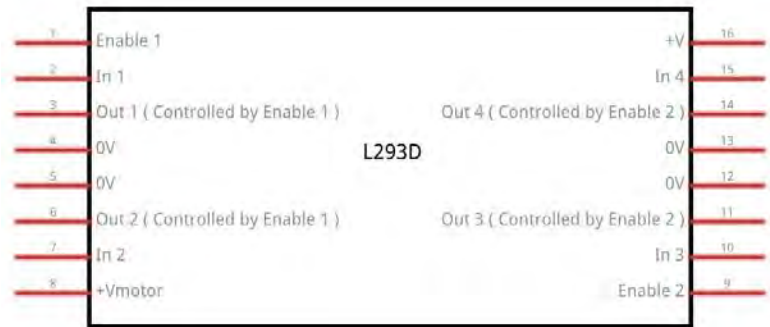 1 Enable 1 +V 16
2 In 1 In 4 15
3 Out 1 ( Controlled by Enable 1 ) Out 4 ( Controlled by Enable 2 ) 14
4 0V 0V 13
L293D
5 0V 0V 12
6 Out 2 ( Controlled by Enable 1 ) Out 3 ( Controlled by Enable 2 ) 11
7 In 2 In 3 10
8 +Vmotor Enable 2 9